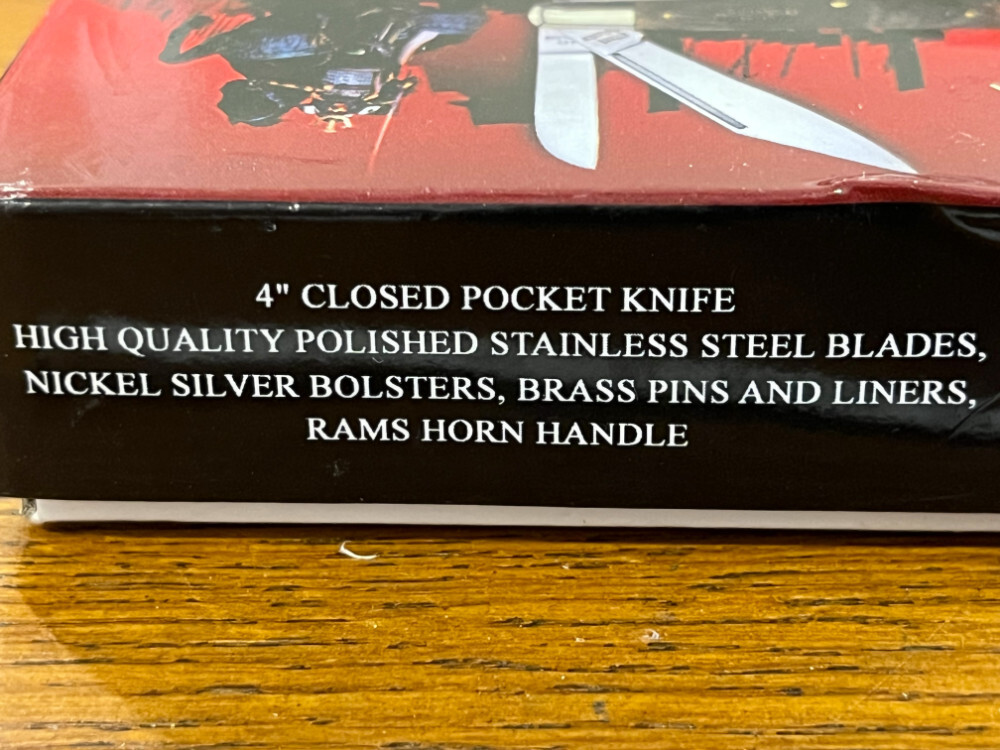 4" CLOSED POCKET KNIFE
HIGH QUALITY POLISHED STAINLESS STEEL BLADES,
NICKEL SILVER BOLSTERS, BRASS PINS AND LINERS,
RAMS HORN HANDLE